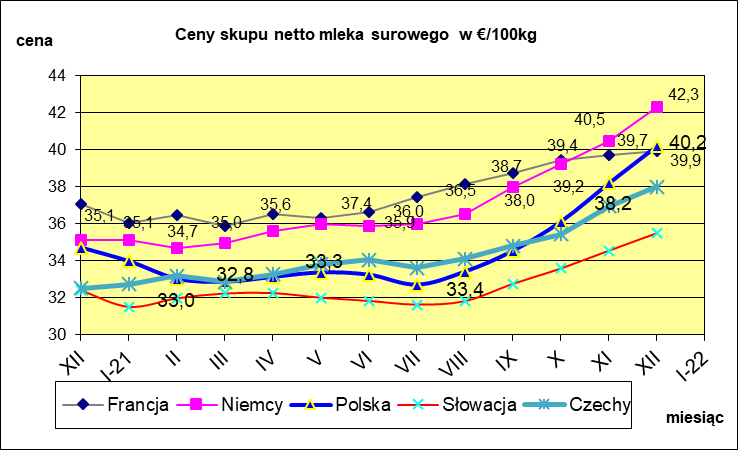 Ceny skupu netto mleka surowego w €/100kg
cena
44
42
40
38
36
34
32
30
35,1
35,1
34,7
35,0
35,6
37,4
35,9
36,0
36,5
38,7
38,0
39,4
39,2
40,5
39,7
42,3
40,2
39,9
33,0
32,8
33,3
33,4
38,2
XII
I-21
II
III
IV
V
VI
VII
VIII
IX
X
XI
XII
I-22
Francja Niemcy Polska Słowacja Czechy
miesiąc